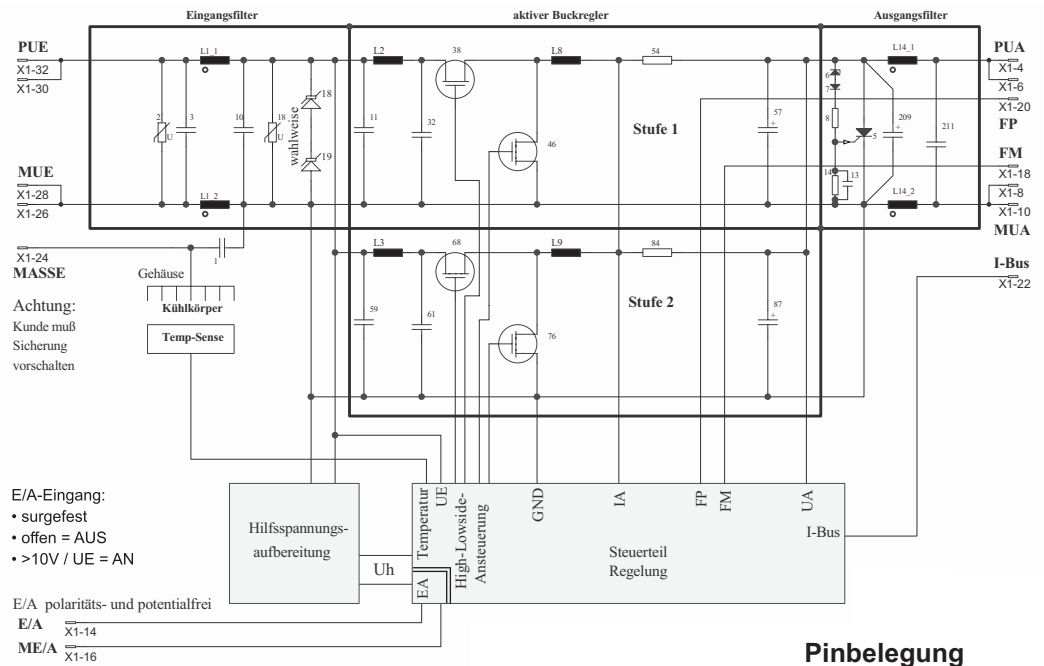 Eingangsfilter
aktiver Buckregler
Ausgangsfilter
PUE
X1-32
X1-30
L1_1
L2
38
L8
54
L14_1
PUA
X1-4
X1-6
X1-20
FP
2
U
3
10
18
U
wahlweise
18
19
11
32
46
Stufe 1
57
+
6
7
8
5
209
+
211
14
13
FM
X1-18
X1-8
X1-10
MUA
MUE
X1-28
X1-26
L1_2
L14_2
X1-24
MASSE
1
Gehäuse
Kühlkörper
Temp-Sense
Achtung:
Kunde muß
Sicherung
vorschalten
L3
68
L9
84
59
61
76
Stufe 2
87
+
I-Bus
X1-22
E/A-Eingang:
• surgefest
• offen = AUS
• >10V / UE = AN
Hilfsspannungs-
aufbereitung
Uh
Temperatur
UE
High-Lowside-
Ansteuerung
GND
IA
FP
FM
UA
I-Bus
EA
Steuerteil
Regelung
E/A polaritäts- und potentialfrei
E/A
X1-14
ME/A
X1-16
Pinbelegung